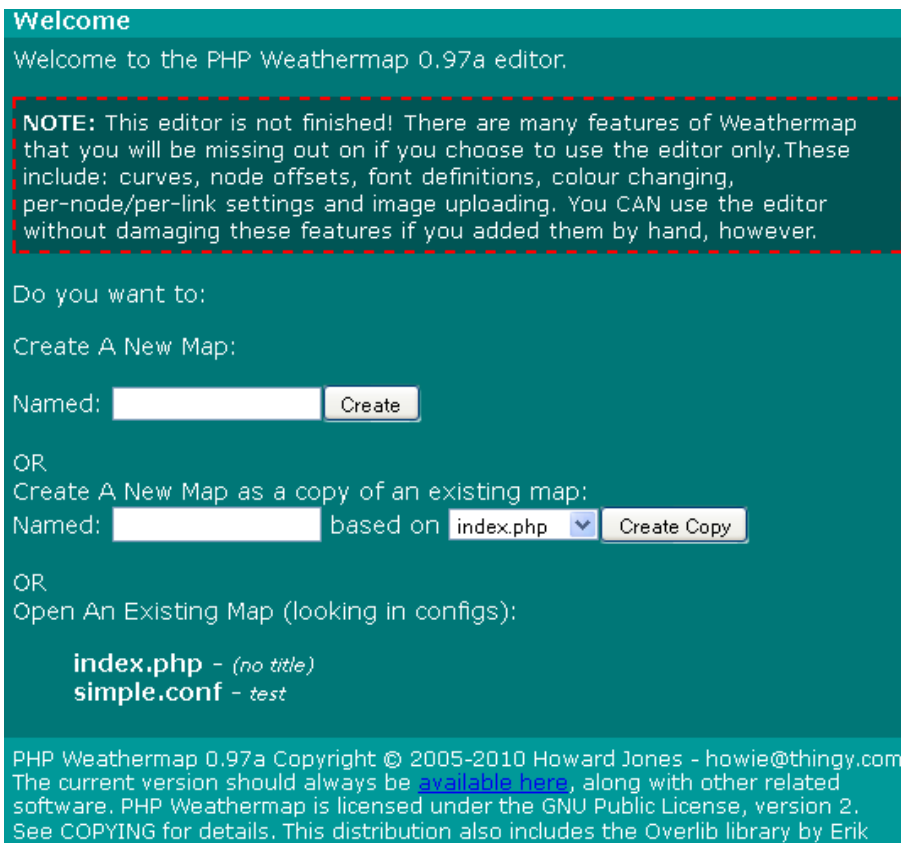 Welcome
Welcome to the PHP Weathermap 0.97a editor.
NOTE: This editor is not finished! There are many features of Weathermap
that you will be missing out on if you choose to use the editor only.These
include: curves, node offsets, font definitions, colour changing,
per-node/per-link settings and image uploading. You CAN use the editor
without damaging these features if you added them by hand, however.
Do you want to:
Create A New Map:
Named: Create
OR
Create A New Map as a copy of an existing map:
Named: based on index.php Create Copy
OR
Open An Existing Map (looking in configs):
index.php - (no title)
simple.conf - test
PHP Weathermap 0.97a Copyright © 2005-2010 Howard Jones - howie@thingy.com
The current version should always be available here, along with other related
software. PHP Weathermap is licensed under the GNU Public License, version 2.
See COPYING for details. This distribution also includes the Overlib library by Erik